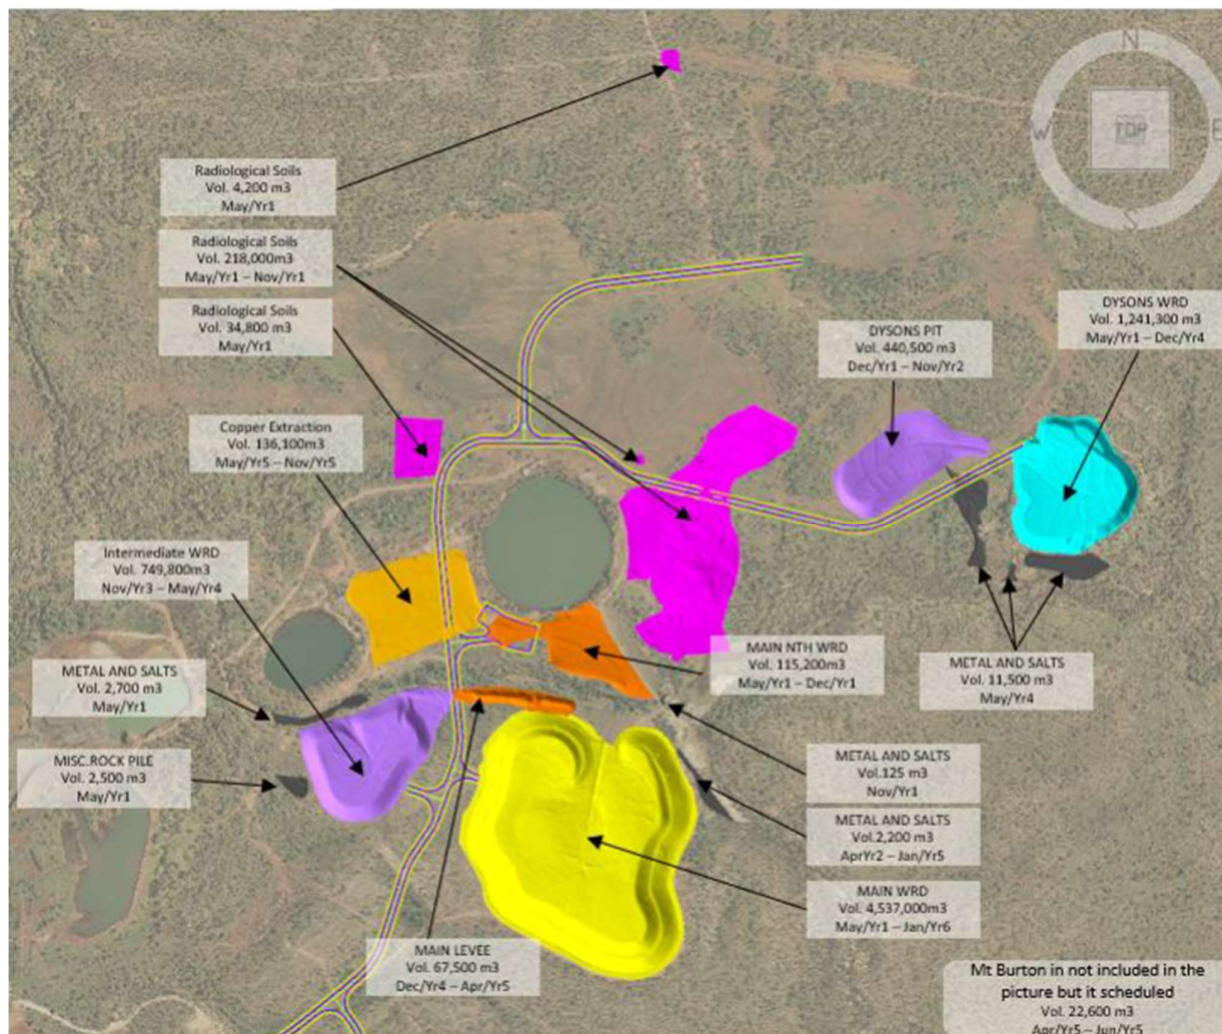 N
W
TOP
E
S
Radiological Soils
Vol. 4,200 m3
May/Yr1
Radiological Soils
Vol. 218,000m3
May/Yr1 – Nov/Yr1
Radiological Soils
Vol. 34,800 m3
May/Yr1
DYSONS WRD
Vol. 1,241,300 m3
May/Yr1 – Dec/Yr4
DYSONS PIT
Vol. 440,500 m3
Dec/Yr1 – Nov/Yr2
Copper Extraction
Vol. 136,100m3
May/Yr5 – Nov/Yr5
Intermediate WRD
Vol. 749,800m3
Nov/Yr3 – May/Yr4
METAL AND SALTS
Vol. 2,700 m3
May/Yr1
MAIN NTH WRD
Vol. 115,200m3
May/Yr1 – Dec/Yr1
METAL AND SALTS
Vol. 11,500 m3
May/Yr4
MISC.ROCK PILE
Vol. 2,500 m3
May/Yr1
METAL AND SALTS
Vol.125 m3
Nov/Yr1
METAL AND SALTS
Vol.2,200 m3
AprYr2 – Jan/Yr5
MAIN WRD
Vol. 4,537,000m3
May/Yr1 – Jan/Yr6
MAIN LEVEE
Vol. 67,500 m3
Dec/Yr4 – Apr/Yr5
Mt Burton in not included in the
picture but it scheduled
Vol. 22,600 m3
Apr/Yr5 – Jun/Yr5